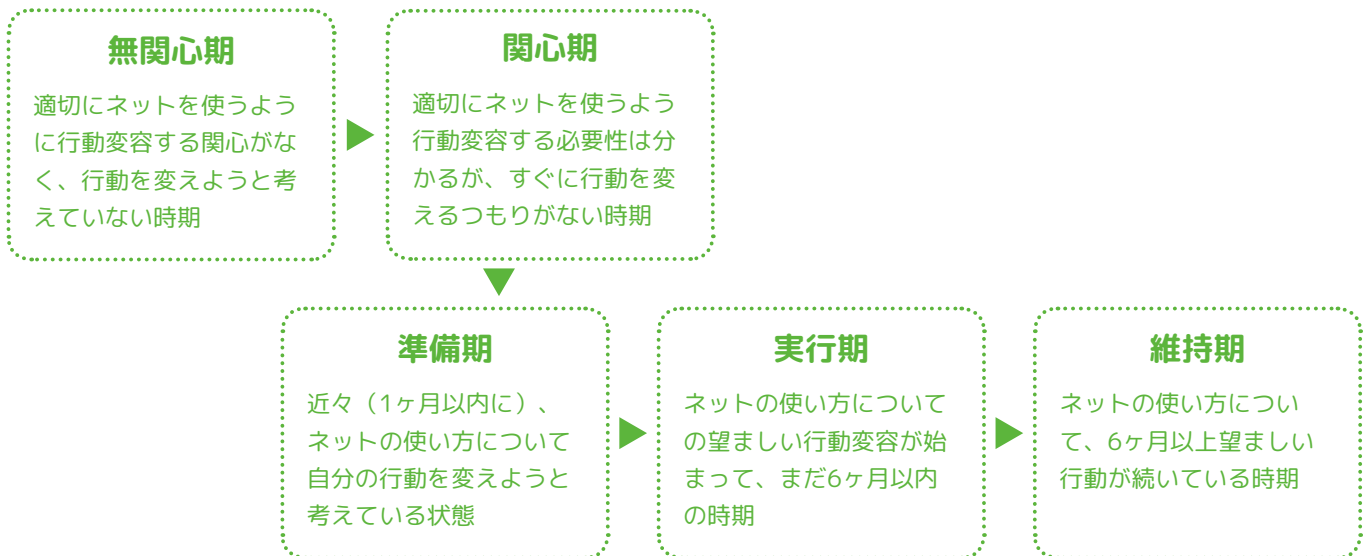 無関心期
適切にネットを使うよう
に行動変容する関心がな
く、行動を変えようと考
えていない時期
関心期
適切にネットを使うよう
行動変容する必要性は分
かるが、すぐに行動を変
えるつもりがない時期
準備期
近々（1ヶ月以内に）、
ネットの使い方について
自分の行動を変えようと
考えている状態
実行期
ネットの使い方について
の望ましい行動変容が始
まって、まだ6ヶ月以内
の時期
維持期
ネットの使い方につい
て、6ヶ月以上望ましい
行動が続いている時期